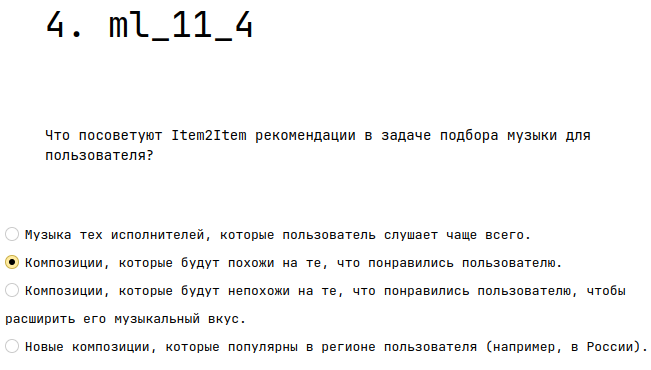 4. ml_11_4
Что посоветуют Item2Item рекомендации в задаче подбора музыки для
пользователя?
Музыка тех исполнителей, которые пользователь слушает чаще всего.
Композиции, которые будут похожи на те, что понравились пользователю.
Композиции, которые будут непохожи на те, что понравились пользователю, чтобы
расширить его музыкальный вкус.
Новые композиции, которые популярны в регионе пользователя (например, в России).